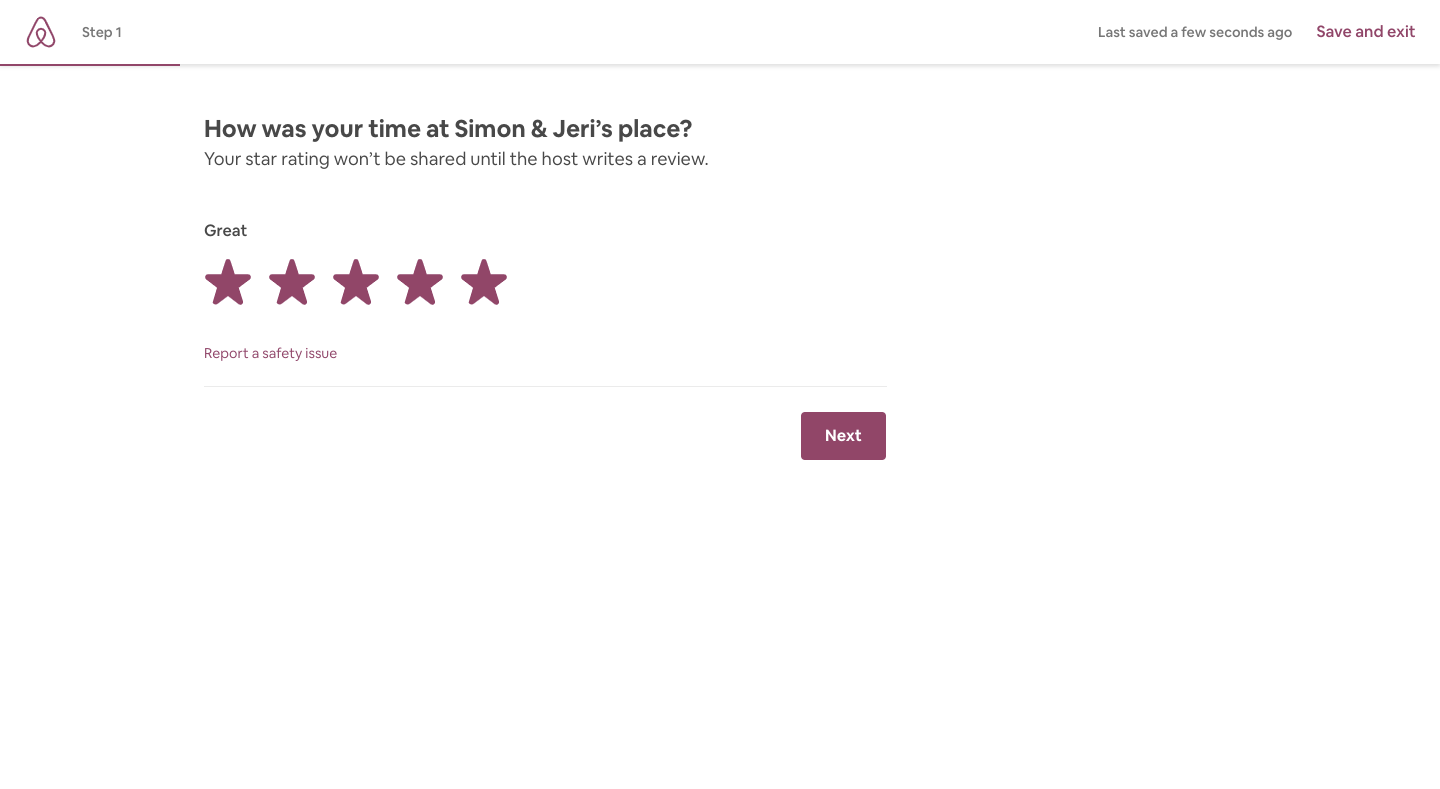 Step 1
Last saved a few seconds ago
Save and exit
How was your time at Simon & Jeri’s place?
Your star rating won’t be shared until the host writes a review.
Great
Report a safety issue
Next